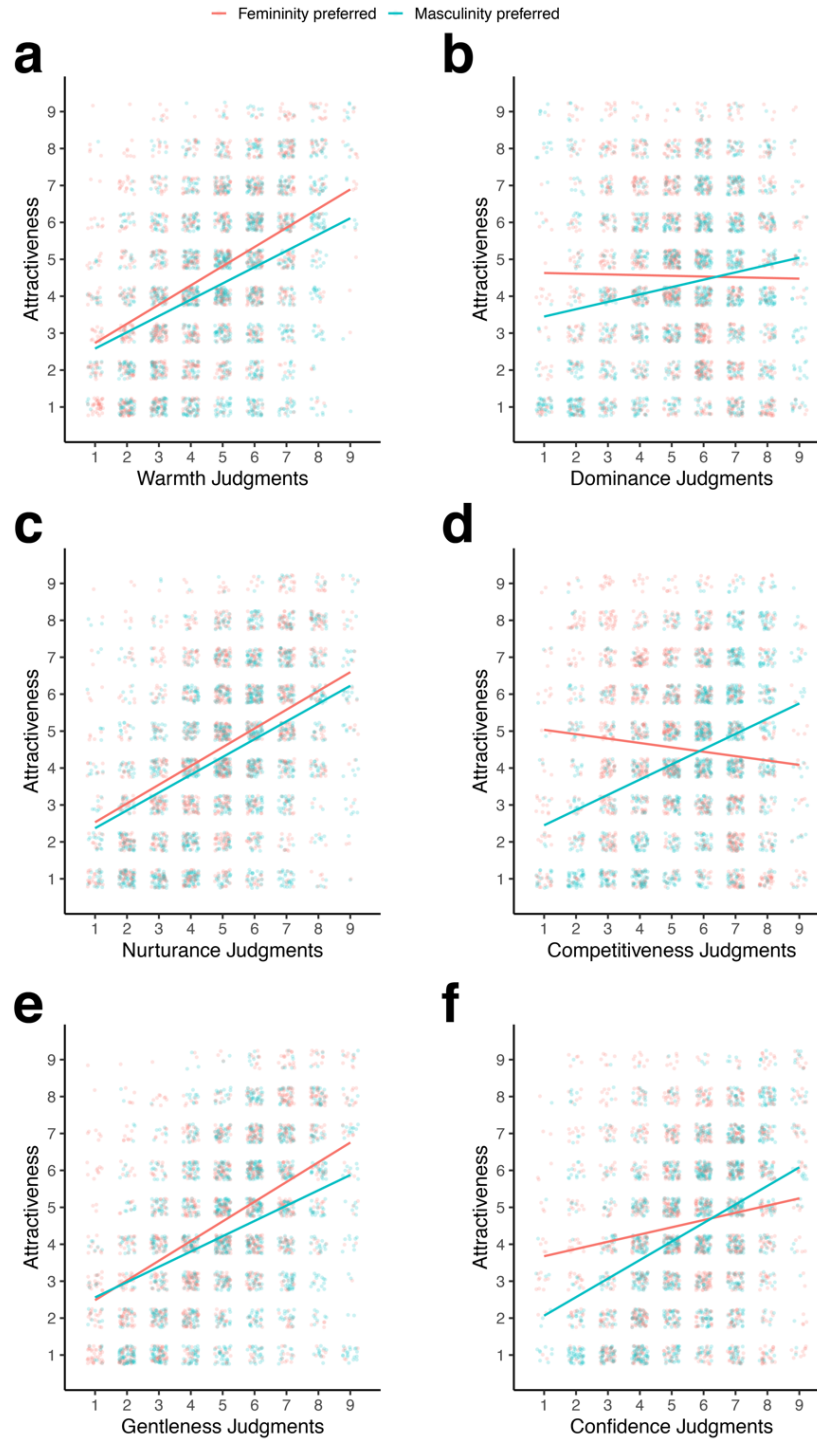 Femininity preferred Masculinity preferred
a
b
Attractiveness
9
8
7
6
5
4
3
2
1
1 2 3 4 5 6 7 8 9
Warmth Judgments
Attractiveness
9
8
7
6
5
4
3
2
1
1 2 3 4 5 6 7 8 9
Dominance Judgments
c
d
Attractiveness
9
8
7
6
5
4
3
2
1
1 2 3 4 5 6 7 8 9
Nurturance Judgments
Attractiveness
9
8
7
6
5
4
3
2
1
1 2 3 4 5 6 7 8 9
Competitiveness Judgments
e
f
Attractiveness
9
8
7
6
5
4
3
2
1
1 2 3 4 5 6 7 8 9
Gentleness Judgments
Attractiveness
9
8
7
6
5
4
3
2
1
1 2 3 4 5 6 7 8 9
Confidence Judgments